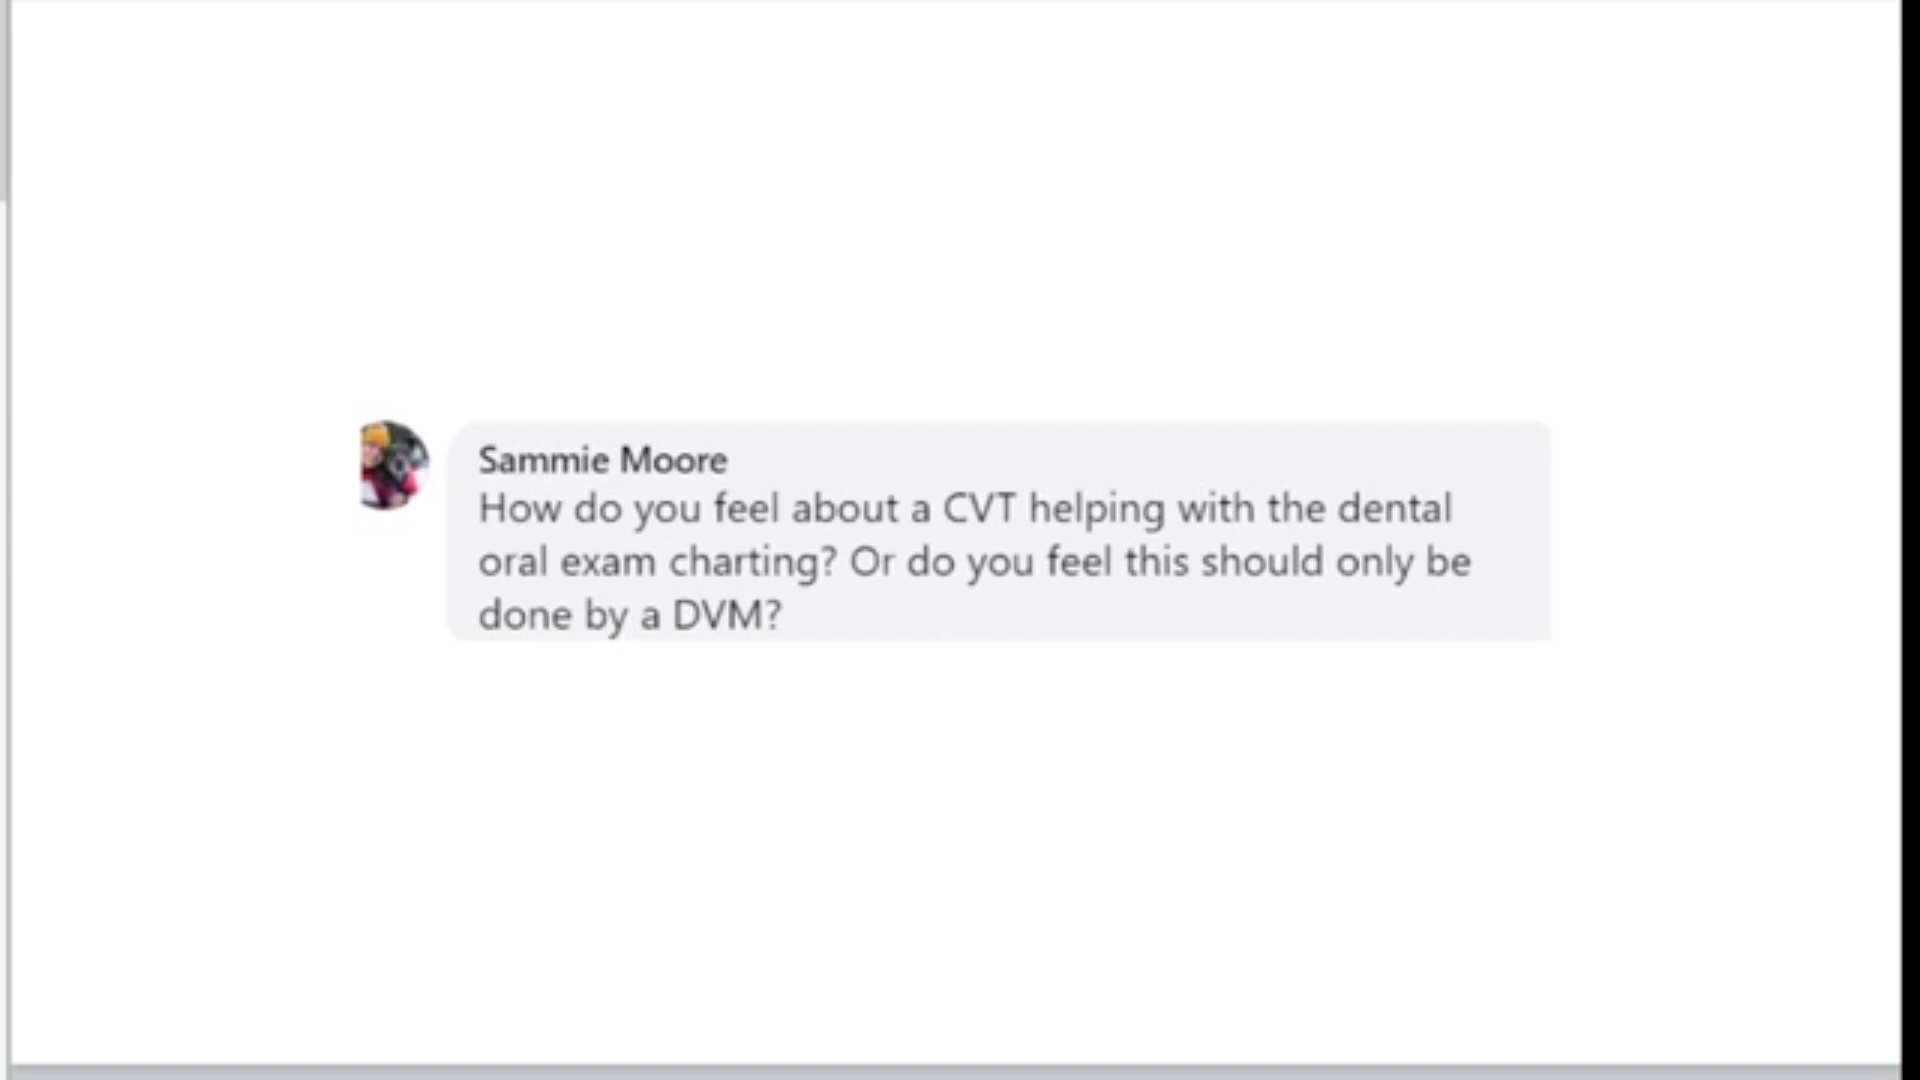 Sammie Moore
How do you feel about a CVT helping with the dental
oral exam charting? Or do you feel this should only be
done by a DVM?